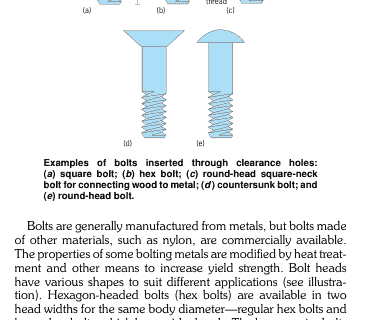 thread
(a)
(b)
(c)
(d)
(e)
Examples of bolts inserted through clearance holes:
(a) square bolt; (b) hex bolt; (c) round-head square-neck
bolt for connecting wood to metal; (d) countersunk bolt; and
(e) round-head bolt.
Bolts are generally manufactured from metals, but bolts made
of other materials, such as nylon, are commercially available.
The properties of some bolting metals are modified by heat treat-
ment and other means to increase yield strength. Bolt heads
have various shapes to suit different applications (see illustra-
tion). Hexagon-headed bolts (hex bolts) are available in two
head widths for the same body diameter—regular hex bolts and